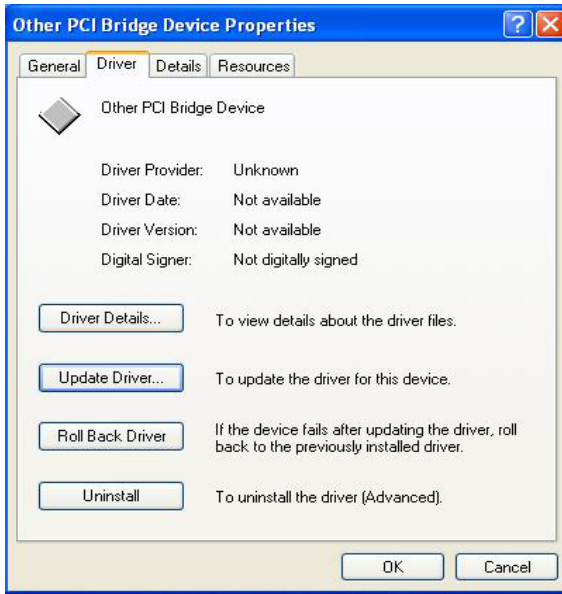 Other PCI Bridge Device Properties
General Driver Details Resources
Other PCI Bridge Device
Driver Provider: Unknown
Driver Date: Not available
Driver Version: Not available
Digital Signer: Not digitally signed
Driver Details... To view details about the driver files.
Update Driver... To update the driver for this device.
Roll Back Driver If the device fails after updating the driver, roll
back to the previously installed driver.
Uninstall To uninstall the driver (Advanced).
OK Cancel